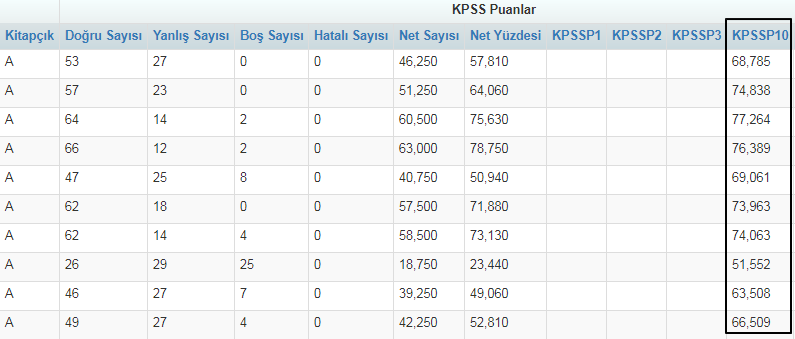 KPSS Puanlar
Kitapçık Doğru Sayısı Yanlış Sayısı Boş Sayısı Hatalı Sayısı Net Sayısı Net Yüzdesi KPSSP1 KPSSP2 KPSSP3 KPSSP10
A 53 27 0 0 46,250 57,810 68,785
A 57 23 0 0 51,250 64,060 74,838
A 64 14 2 0 60,500 75,630 77,264
A 66 12 2 0 63,000 78,750 76,389
A 47 25 8 0 40,750 50,940 69,061
A 62 18 0 0 57,500 71,880 73,963
A 62 14 4 0 58,500 73,130 74,063
A 26 29 25 0 18,750 23,440 51,552
A 46 27 7 0 39,250 49,060 63,508
A 49 27 4 0 42,250 52,810 66,509